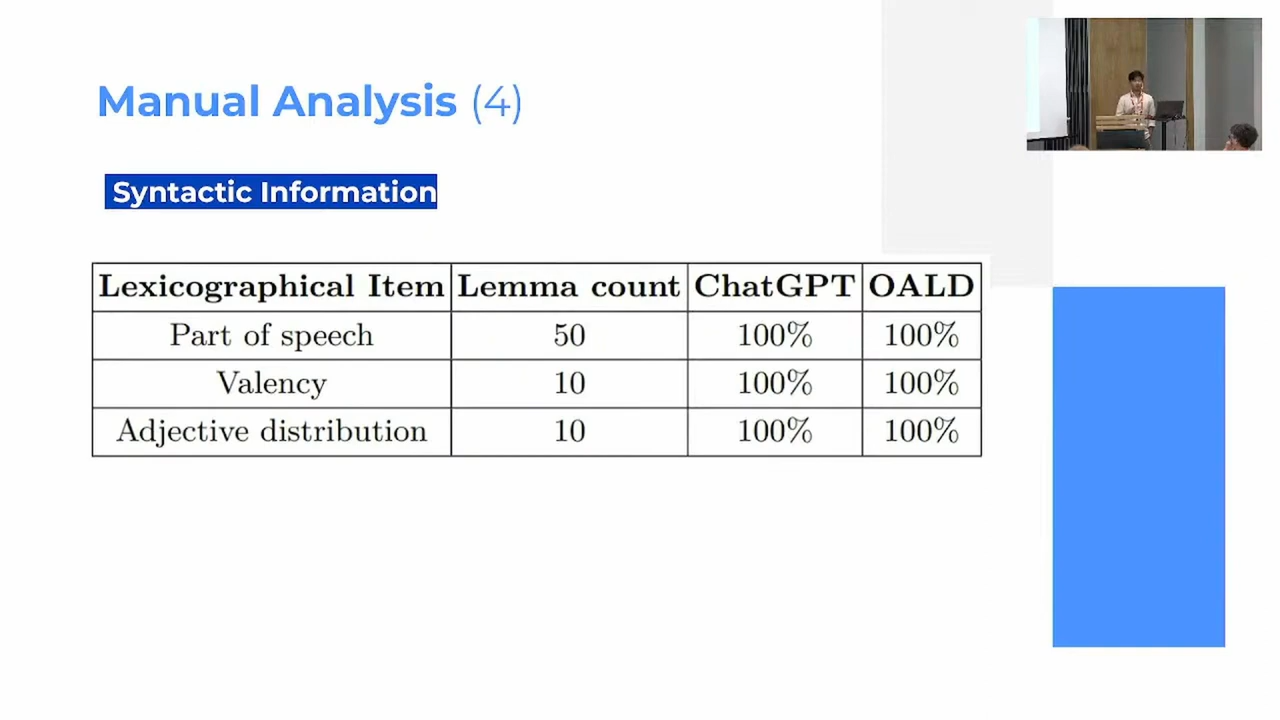 Manual Analysis (4)
Syntactic Information
Lexicographical Item Lemma count ChatGPT OALD
Part of speech 50 100% 100%
Valency 10 100% 100%
Adjective distribution 10 100% 100%